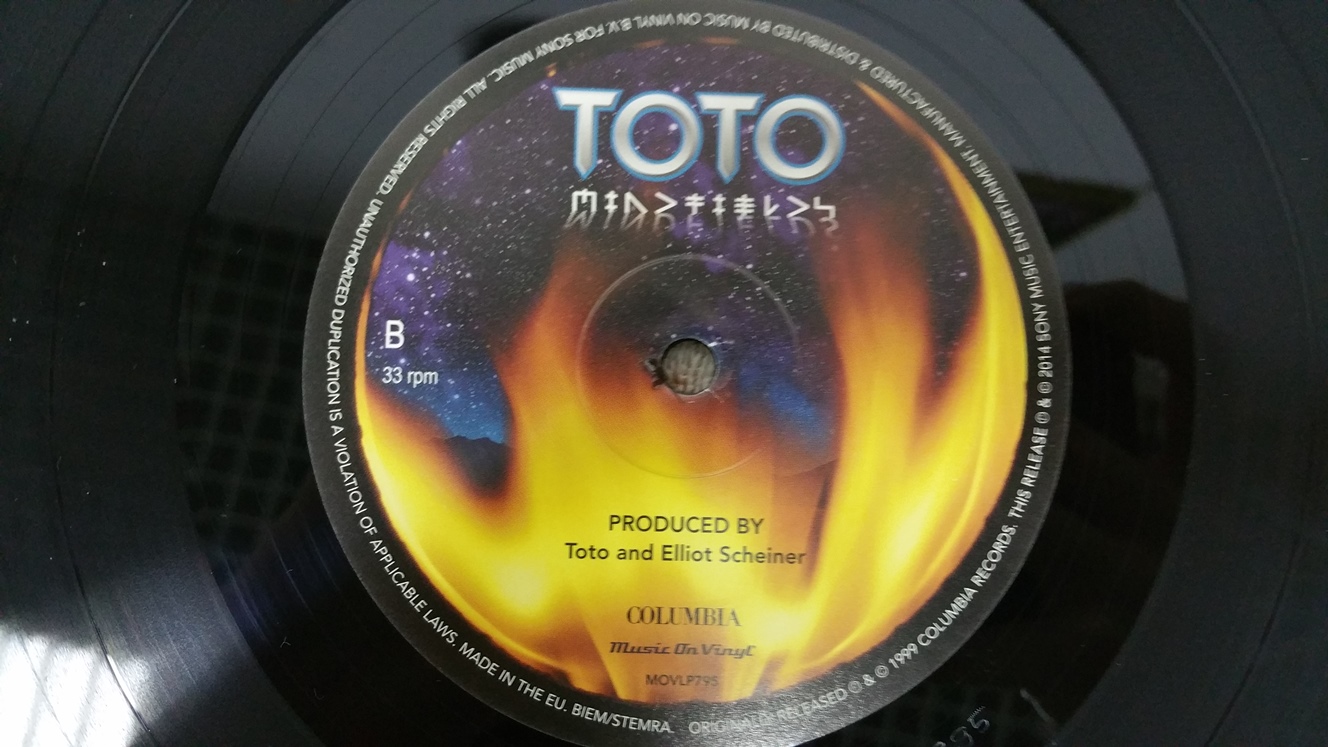 TOTO
MINDFIELDS
B
33 rpm
PRODUCED BY
Toto and Elliot Scheiner
COLUMBIA
Music On Vinyl
MOVLP795
ORIGINALLY RELEASED ℗ & © 1999 COLUMBIA RECORDS. THIS RELEASE ℗ & © 2014 SONY MUSIC ENTERTAINMENT. MANUFACTURED & DISTRIBUTED BY MUSIC ON VINYL B.V. FOR SONY MUSIC. ALL RIGHTS RESERVED. UNAUTHORIZED DUPLICATION IS A VIOLATION OF APPLICABLE LAWS. MADE IN THE EU. BIEM/STEMRA.